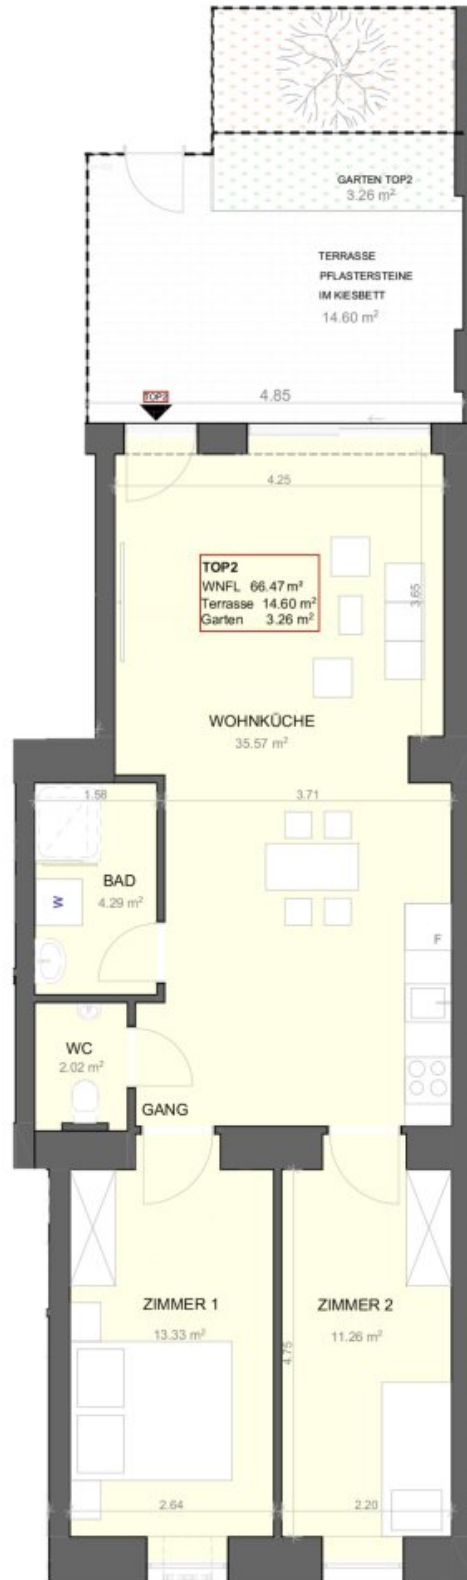 GARTEN TOP2
3.26 m²
TERRASSE
PFLASTERSTEINE
IM KIESBETT
14.60 m²
TOP2
4.85
4.25
TOP2
WNFL 66.47 m²
Terrasse 14.60 m²
Garten 3.26 m²
3.65
WOHNKÜCHE
35.57 m²
1.58
3.71
BAD
4.29 m²
W
F
WC
2.02 m²
GANG
ZIMMER 1
13.33 m²
ZIMMER 2
11.26 m²
4.75
2.64
2.20